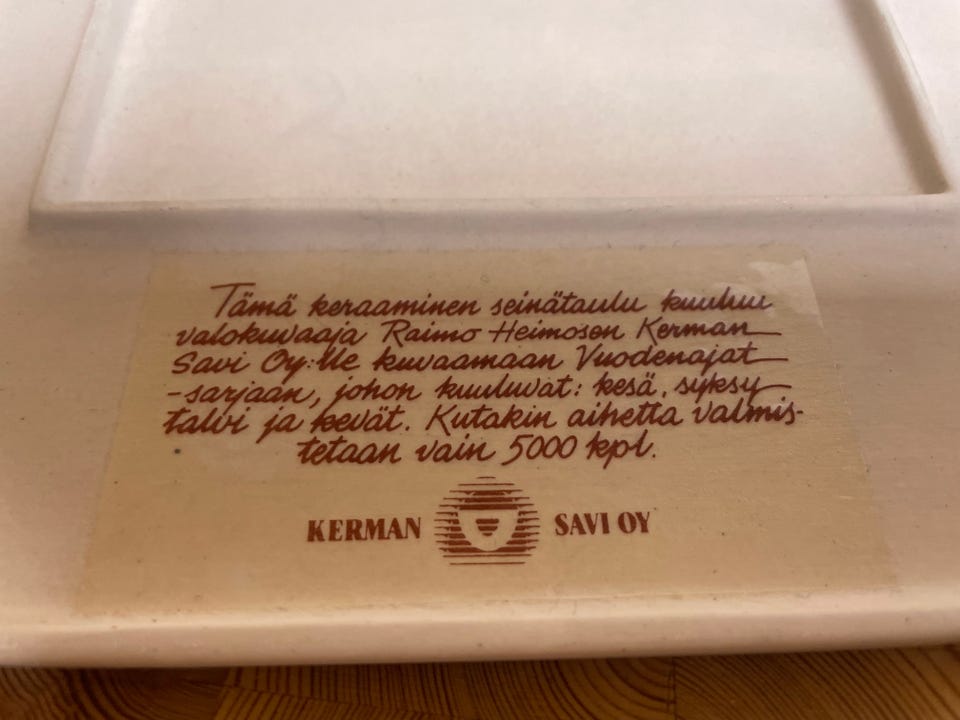 Tämä keraaminen seinätaulu kuuluu
valokuvaaja Raimo Heimosen Kerman
Savi Oy:lle kuvaamaan Vuodenajat
-sarjaan, johon kuuluvat: kesä, syksy
talvi ja kevät. Kutakin aihetta valmis-
tetaan vain 5000 kpl.
KERMAN SAVI OY